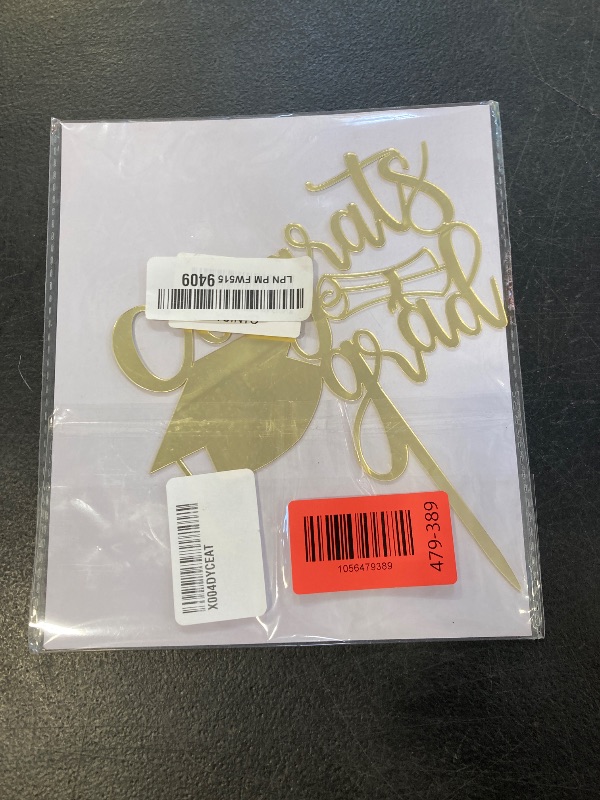 Congrats
grad
LPN PM FW515
9409
X004DYCEAT
1056479389
479-389